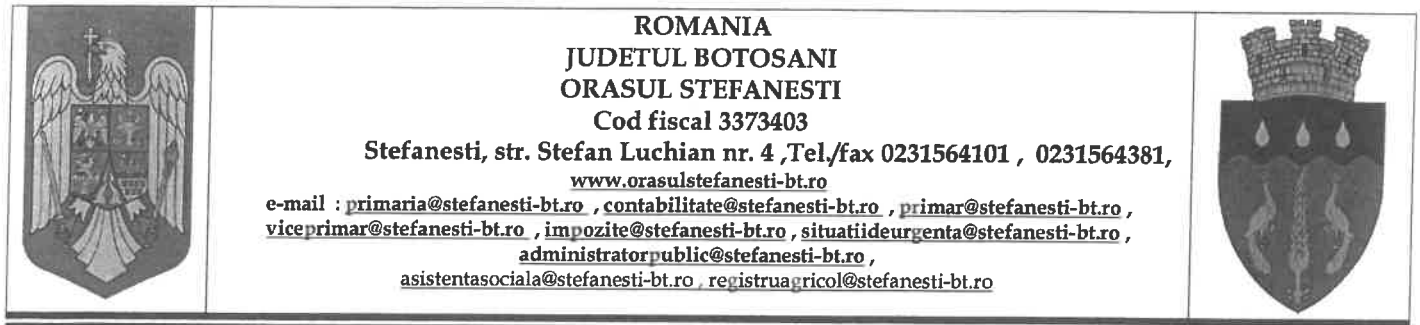 ROMANIA
JUDETUL BOTOSANI
ORASUL STEFANESTI
Cod fiscal 3373403
Stefanesti, str. Stefan Luchian nr. 4 ,Tel./fax 0231564101 , 0231564381,
www.orasulstefanesti-bt.ro
e-mail : primaria@stefanesti-bt.ro , contabilitate@stefanesti-bt.ro , primar@stefanesti-bt.ro ,
viceprimar@stefanesti-bt.ro , impozite@stefanesti-bt.ro , situatiideurgenta@stefanesti-bt.ro ,
administratorpublic@stefanesti-bt.ro ,
asistentasociala@stefanesti-bt.ro , registruagricol@stefanesti-bt.ro